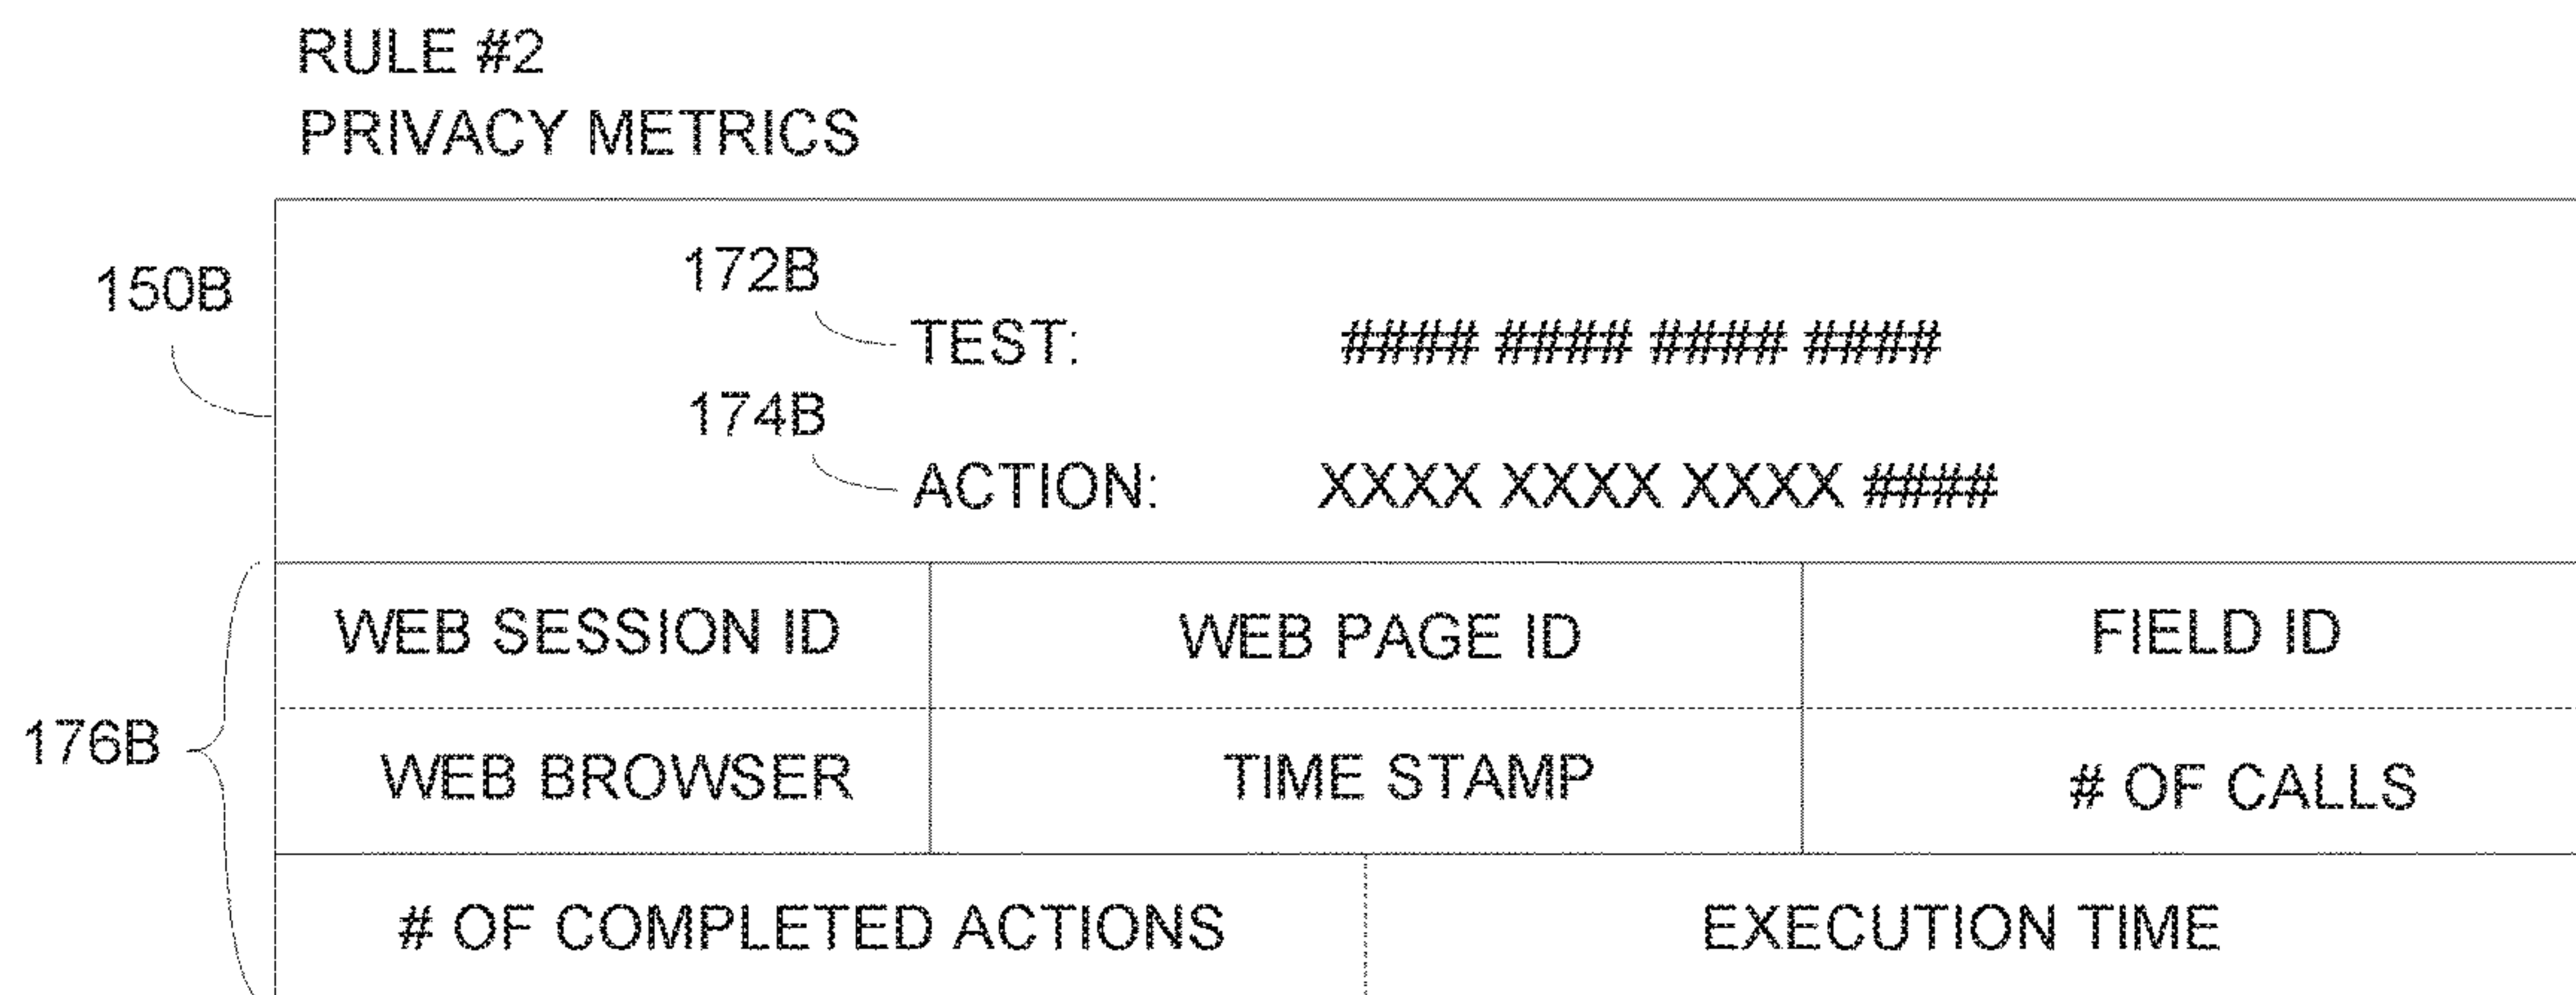 RULE #2
PRIVACY METRICS
150B
172B
TEST: #### #### #### ####
174B
ACTION: XXXX XXXX XXXX ####
176B
WEB SESSION ID WEB PAGE ID FIELD ID
WEB BROWSER TIME STAMP # OF CALLS
# OF COMPLETED ACTIONS EXECUTION TIME